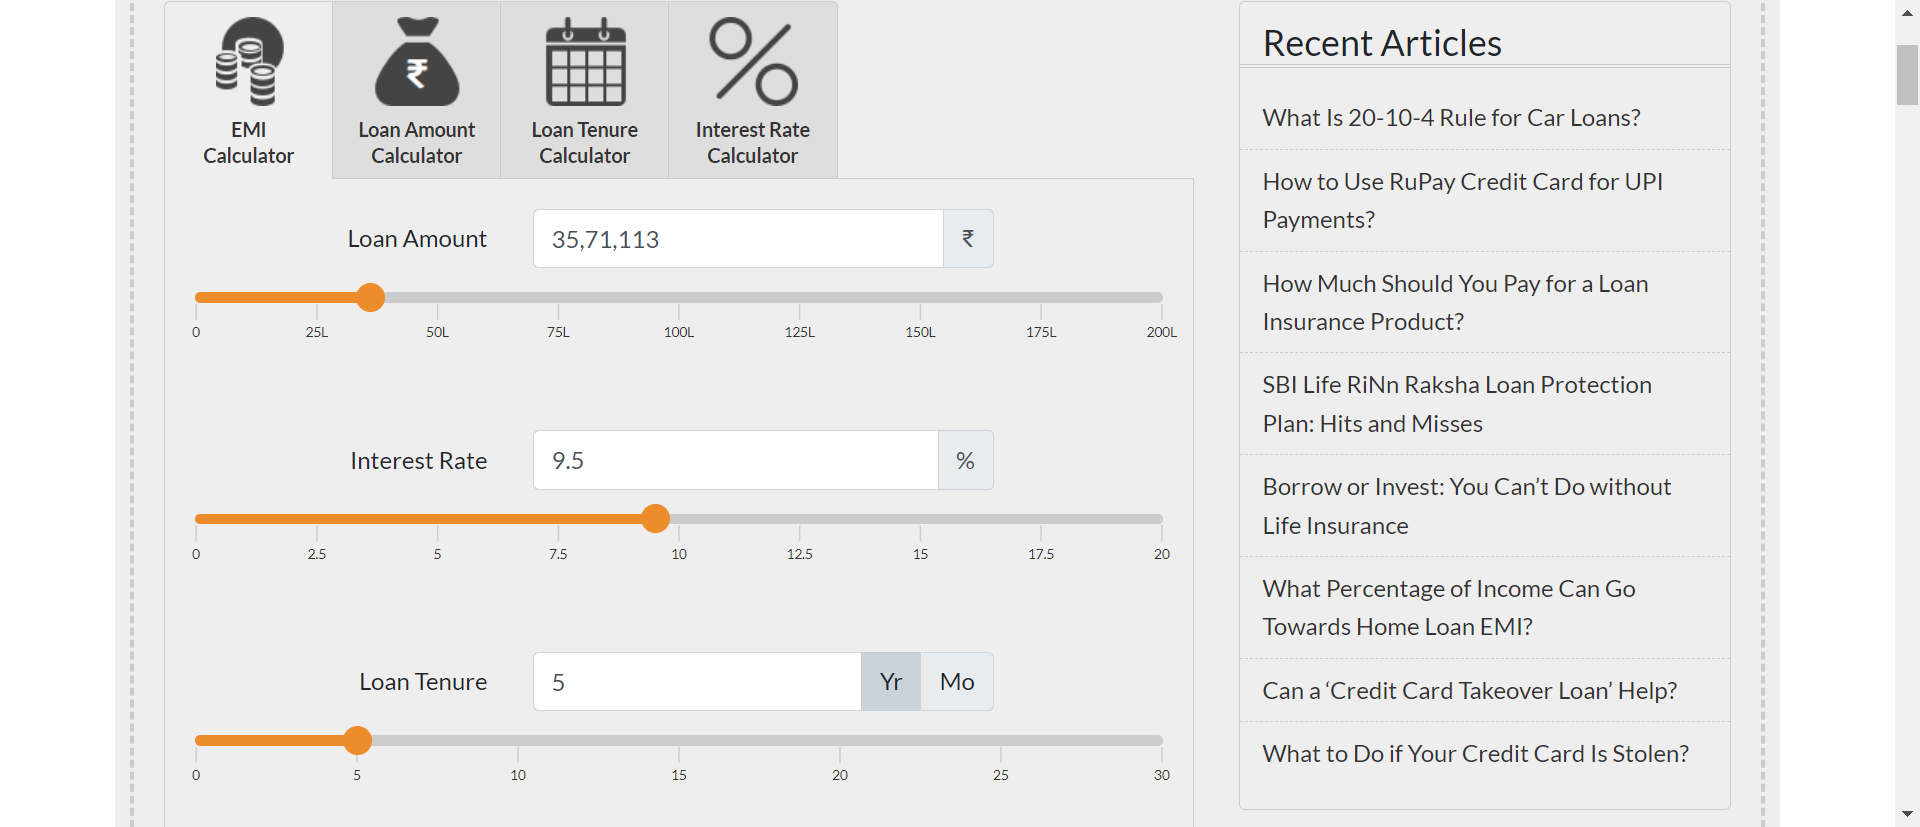 EMI
Calculator
₹
Loan Amount
Calculator
Loan Tenure
Calculator
Interest Rate
Calculator
Loan Amount
35,71,113
₹
0 25L 50L 75L 100L 125L 150L 175L 200L
Interest Rate
9.5
%
0 2.5 5 7.5 10 12.5 15 17.5 20
Loan Tenure
5
Yr Mo
0 5 10 15 20 25 30
Recent Articles
What Is 20-10-4 Rule for Car Loans?
How to Use RuPay Credit Card for UPI
Payments?
How Much Should You Pay for a Loan
Insurance Product?
SBI Life RiNn Raksha Loan Protection
Plan: Hits and Misses
Borrow or Invest: You Can’t Do without
Life Insurance
What Percentage of Income Can Go
Towards Home Loan EMI?
Can a ‘Credit Card Takeover Loan’ Help?
What to Do if Your Credit Card Is Stolen?